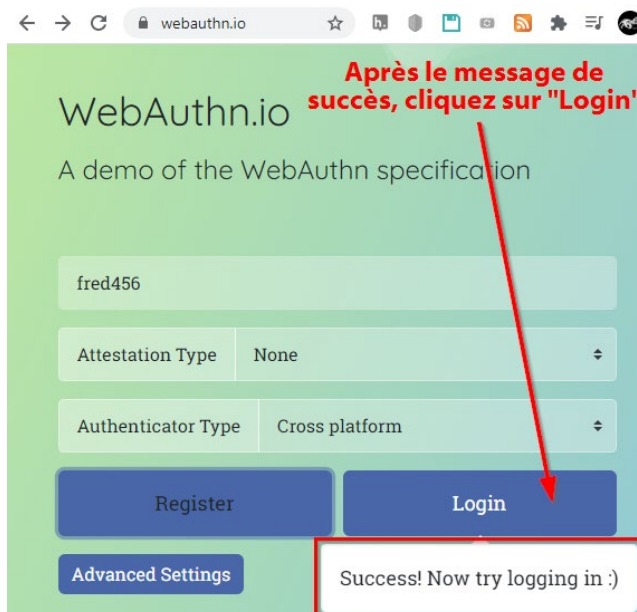 webauthn.io
Après le message de
succès, cliquez sur "Login"
WebAuthn.io
A demo of the WebAuthn specification
fred456
Attestation Type None
Authenticator Type Cross platform
Register Login
Advanced Settings
Success! Now try logging in :)